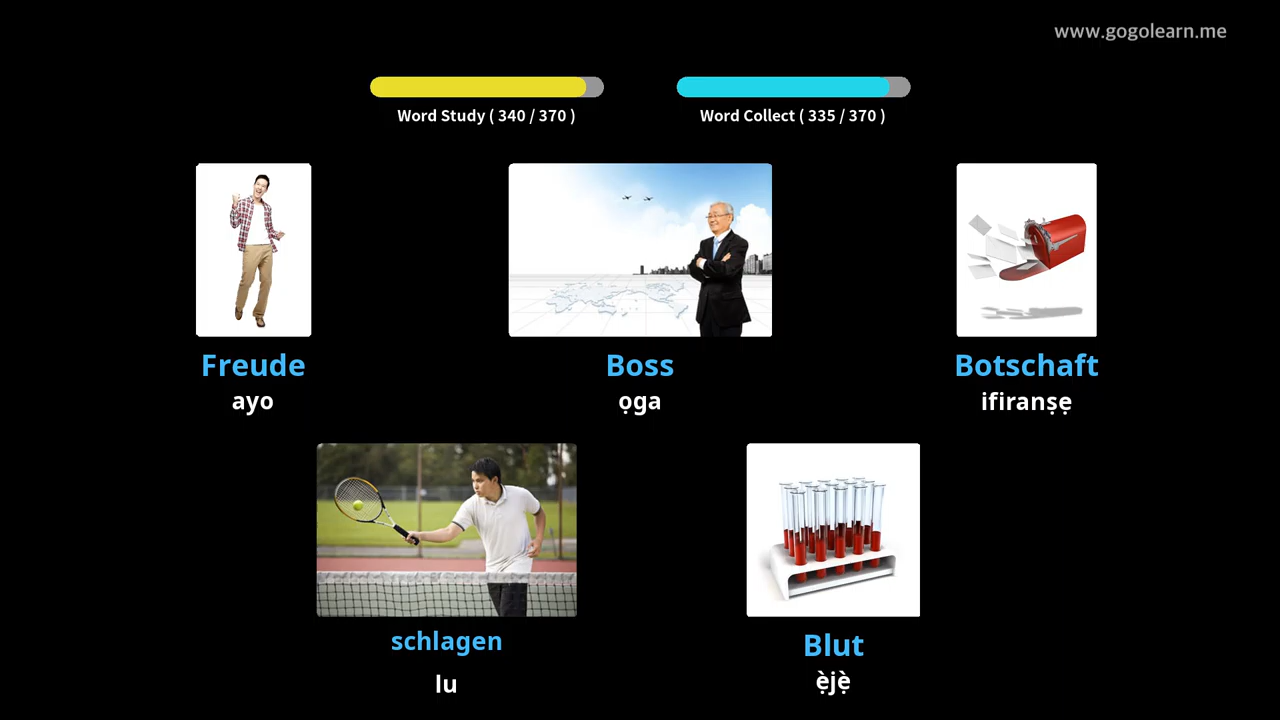 www.gogolearn.me
Word Study ( 340 / 370 )
Word Collect ( 335 / 370 )
Freude
ayo
Boss
ọga
Botschaft
ifiranṣẹ
schlagen
lu
Blut
ẹ̀jẹ̀